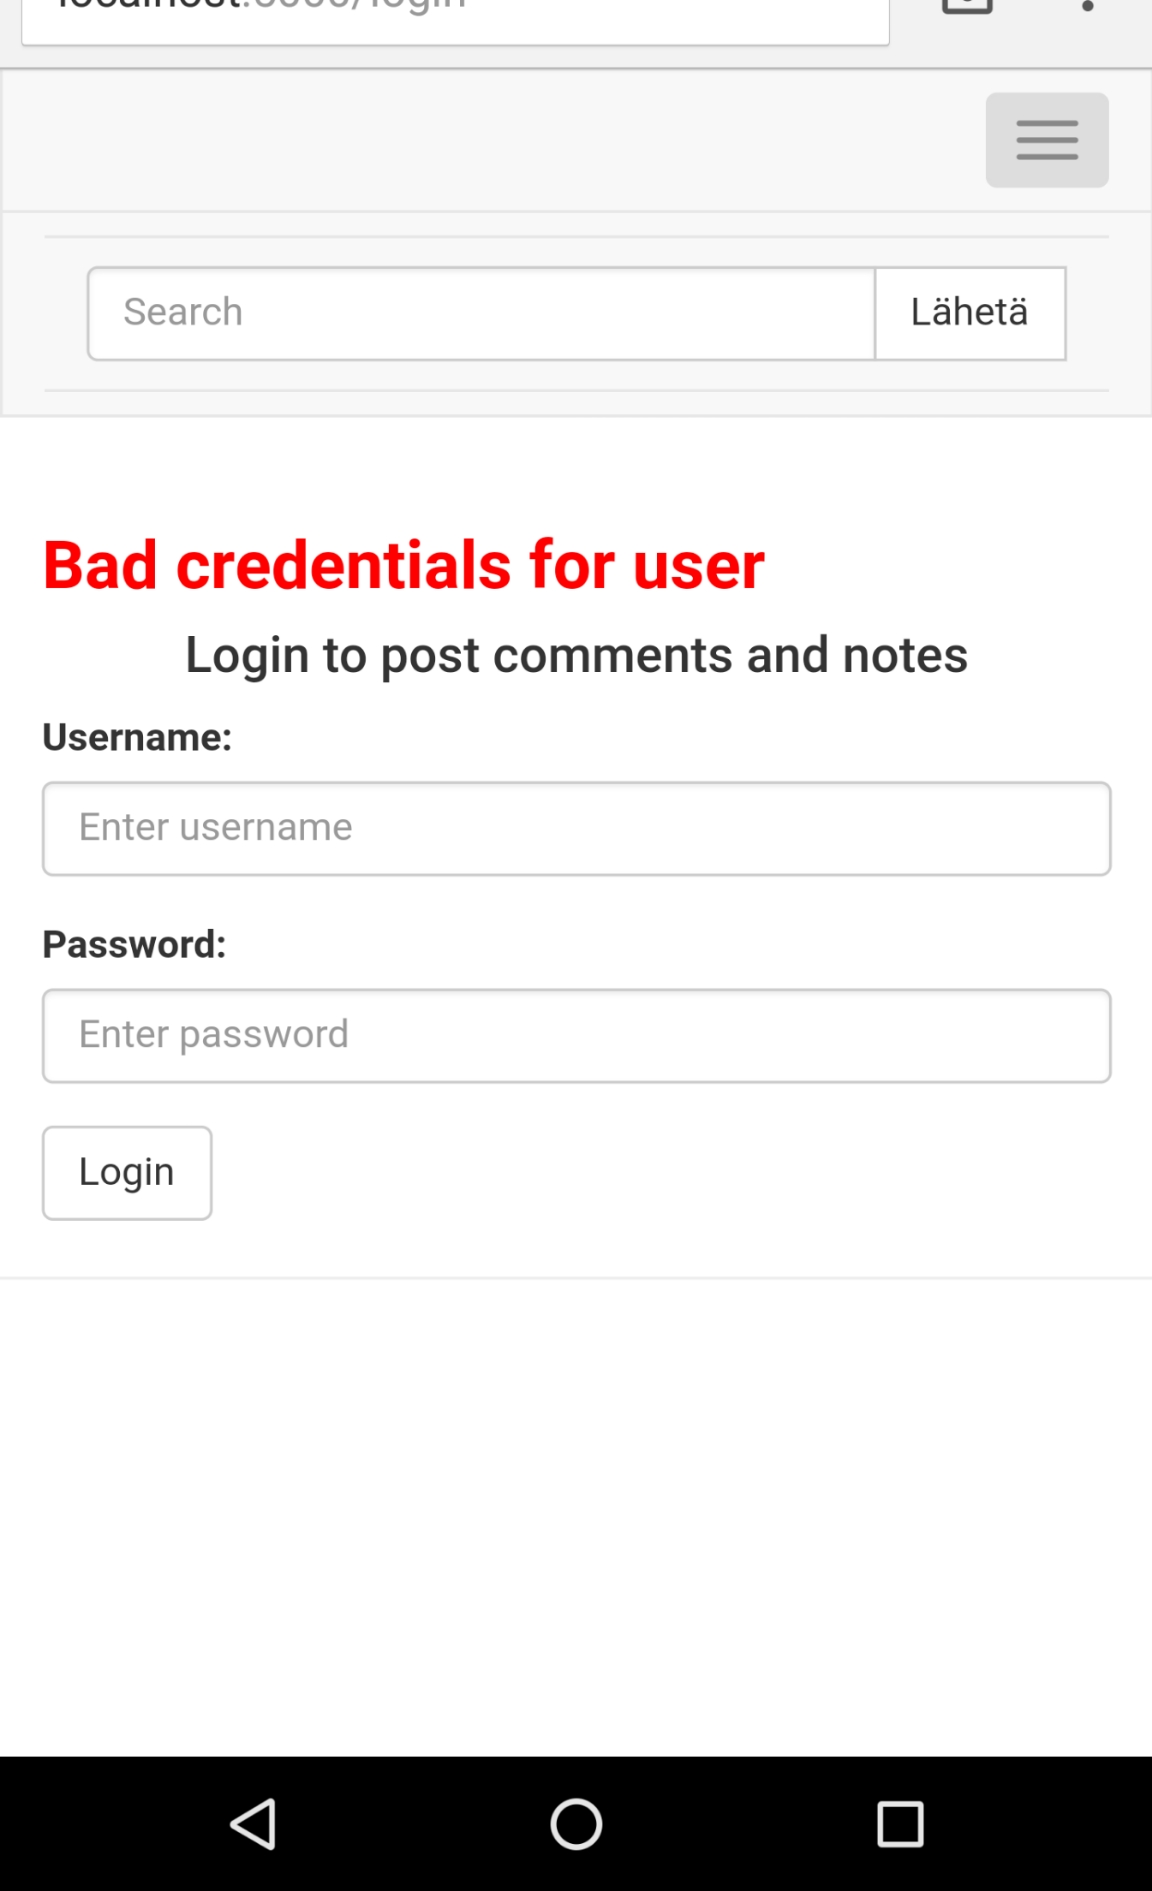 Search
Lähetä
Bad credentials for user
Login to post comments and notes
Username:
Enter username
Password:
Enter password
Login